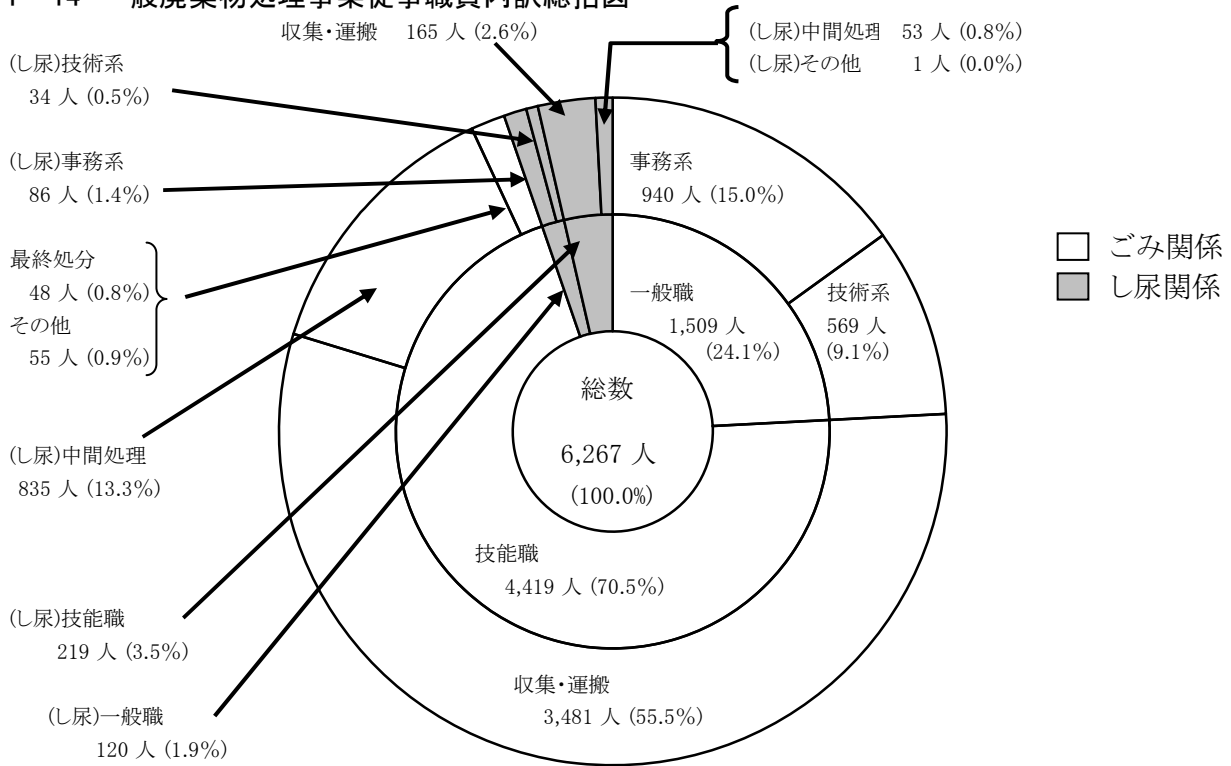 収集・運搬 165 人 (2.6%)
(し尿)中間処理 53 人 (0.8%)
(し尿)その他 1 人 (0.0%)
(し尿)技術系
34 人 (0.5%)
(し尿)事務系
86 人 (1.4%)
最終処分
48 人 (0.8%)
その他
55 人 (0.9%)
(し尿)中間処理
835 人 (13.3%)
(し尿)技能職
219 人 (3.5%)
(し尿)一般職
120 人 (1.9%)
事務系
940 人 (15.0%)
技術系
569 人
(9.1%)
一般職
1,509 人
(24.1%)
総数
6,267 人
(100.0%)
技能職
4,419 人 (70.5%)
収集・運搬
3,481 人 (55.5%)
ごみ関係
し尿関係